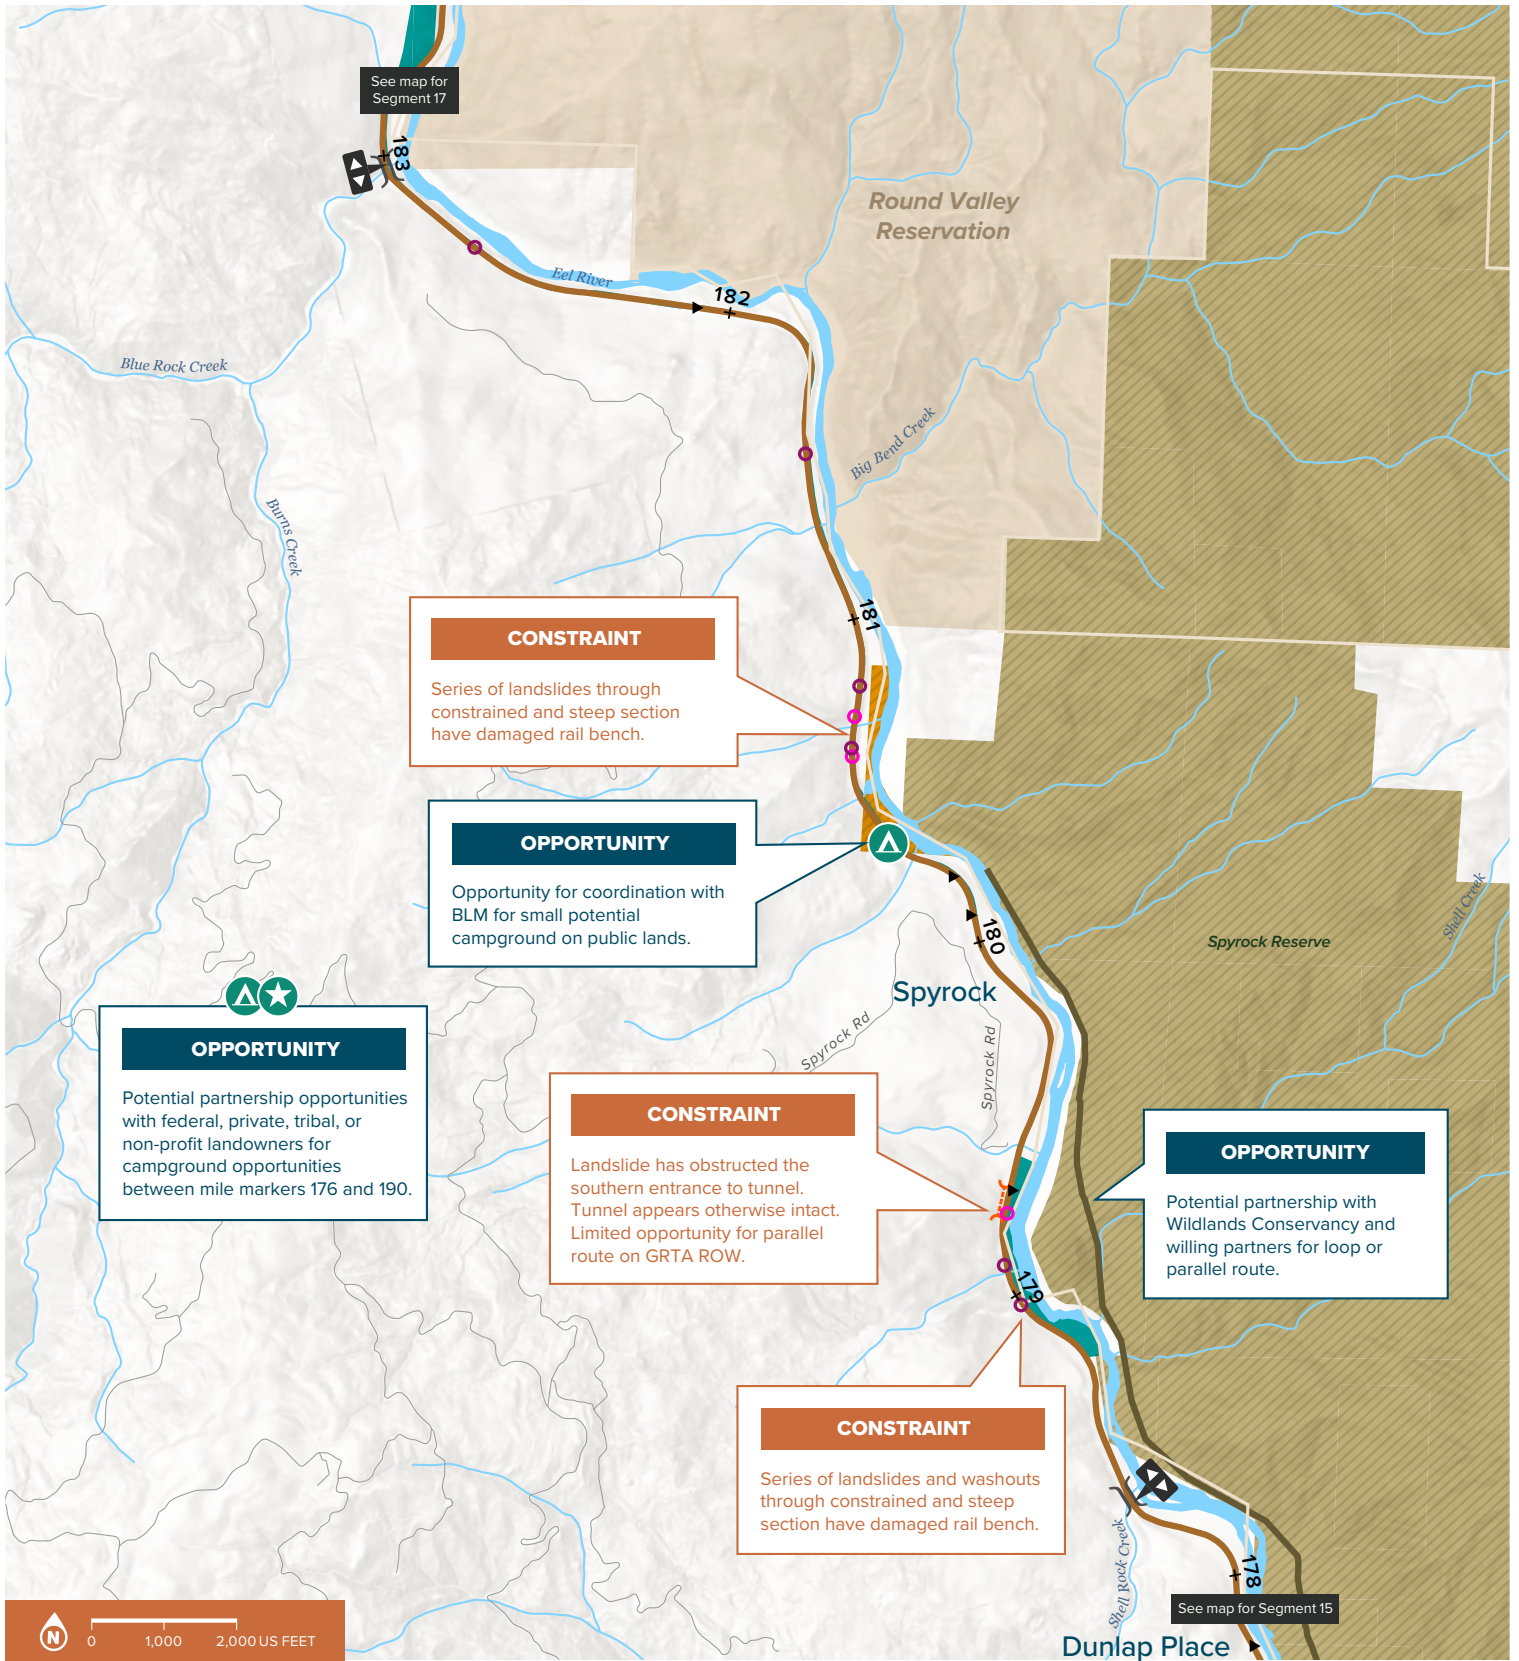 See map for
Segment 17
183
Round Valley
Reservation
Eel River
182
Blue Rock Creek
Big Bend Creek
Burns Creek
181
CONSTRAINT
Series of landslides through
constrained and steep section
have damaged rail bench.
OPPORTUNITY
Opportunity for coordination with
BLM for small potential
campground on public lands.
Shell Creek
180
Spyrock Reserve
Spyrock
Spyrock Rd
Spyrock Rd
OPPORTUNITY
Potential partnership opportunities
with federal, private, tribal, or
non-profit landowners for
campground opportunities
between mile markers 176 and 190.
CONSTRAINT
Landslide has obstructed the
southern entrance to tunnel.
Tunnel appears otherwise intact.
Limited opportunity for parallel
route on GRTA ROW.
OPPORTUNITY
Potential partnership with
Wildlands Conservancy and
willing partners for loop or
parallel route.
179
CONSTRAINT
Series of landslides and washouts
through constrained and steep
section have damaged rail bench.
Shell Rock Creek
178
See map for Segment 15
Dunlap Place
N
0 1,000 2,000 US FEET